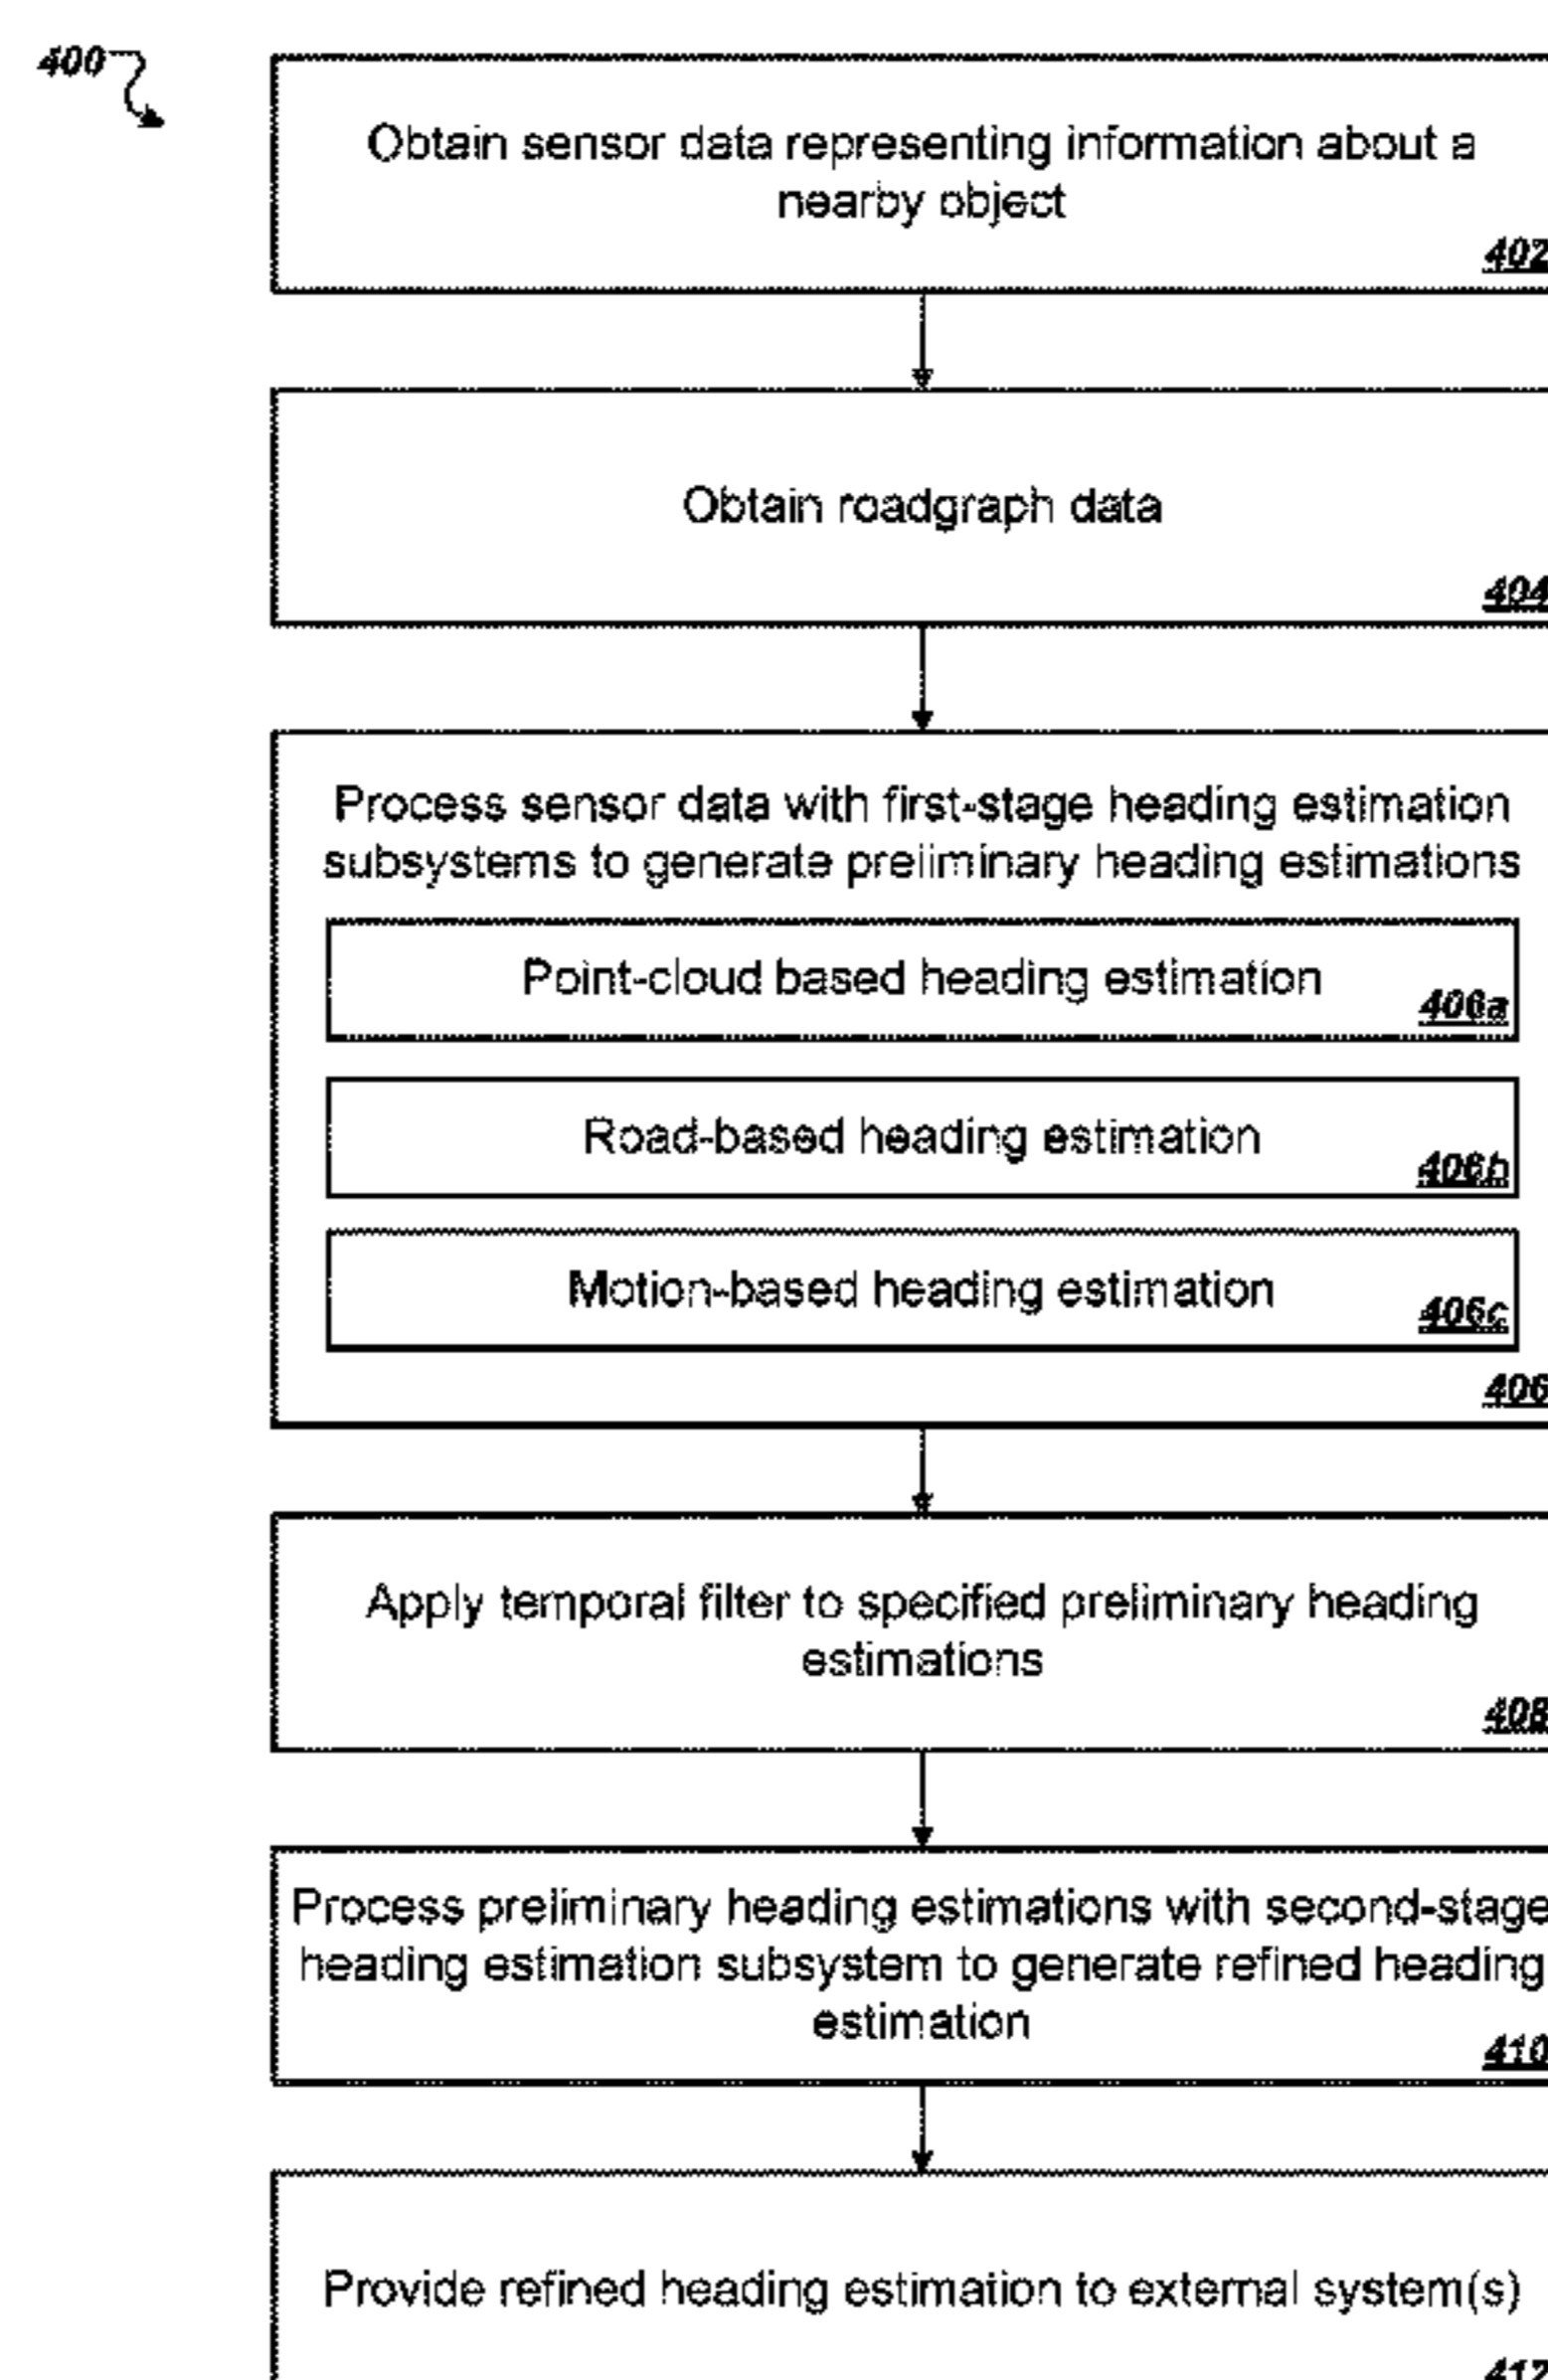 400
Obtain sensor data representing information about a
nearby object
402
Obtain roadgraph data
404
Process sensor data with first-stage heading estimation
subsystems to generate preliminary heading estimations
Point-cloud based heading estimation
406a
Road-based heading estimation
406b
Motion-based heading estimation
406c
406
Apply temporal filter to specified preliminary heading
estimations
408
Process preliminary heading estimations with second-stage
heading estimation subsystem to generate refined heading
estimation
410
Provide refined heading estimation to external system(s)
412